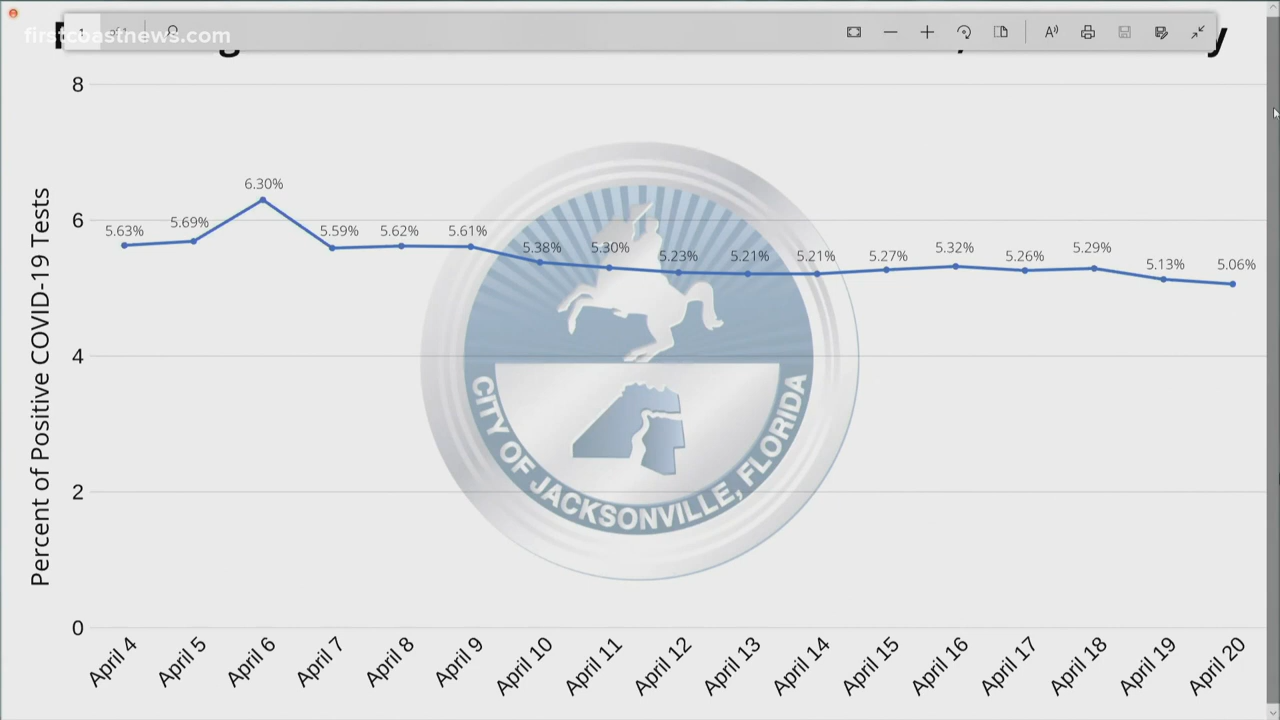 firstcoastnews.com
8
6
4
2
0
Percent of Positive COVID-19 Tests
5.63%
5.69%
6.30%
5.59%
5.62%
5.61%
5.38%
5.30%
5.23%
5.21%
5.21%
5.27%
5.32%
5.26%
5.29%
5.13%
5.06%
CITY OF JACKSONVILLE, FLORIDA
April 4
April 5
April 6
April 7
April 8
April 9
April 10
April 11
April 12
April 13
April 14
April 15
April 16
April 17
April 18
April 19
April 20